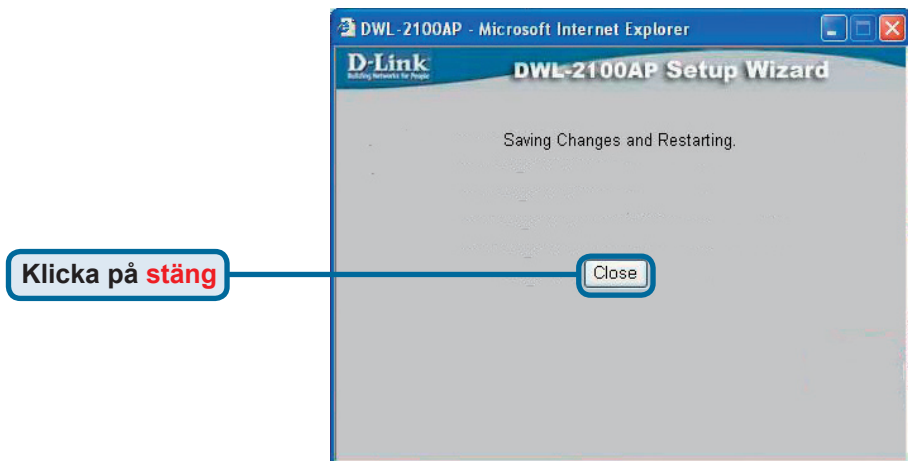 DWL-2100AP - Microsoft Internet Explorer
D-Link
Building Networks for People
DWL-2100AP Setup Wizard
Saving Changes and Restarting.
Klicka på stäng
Close